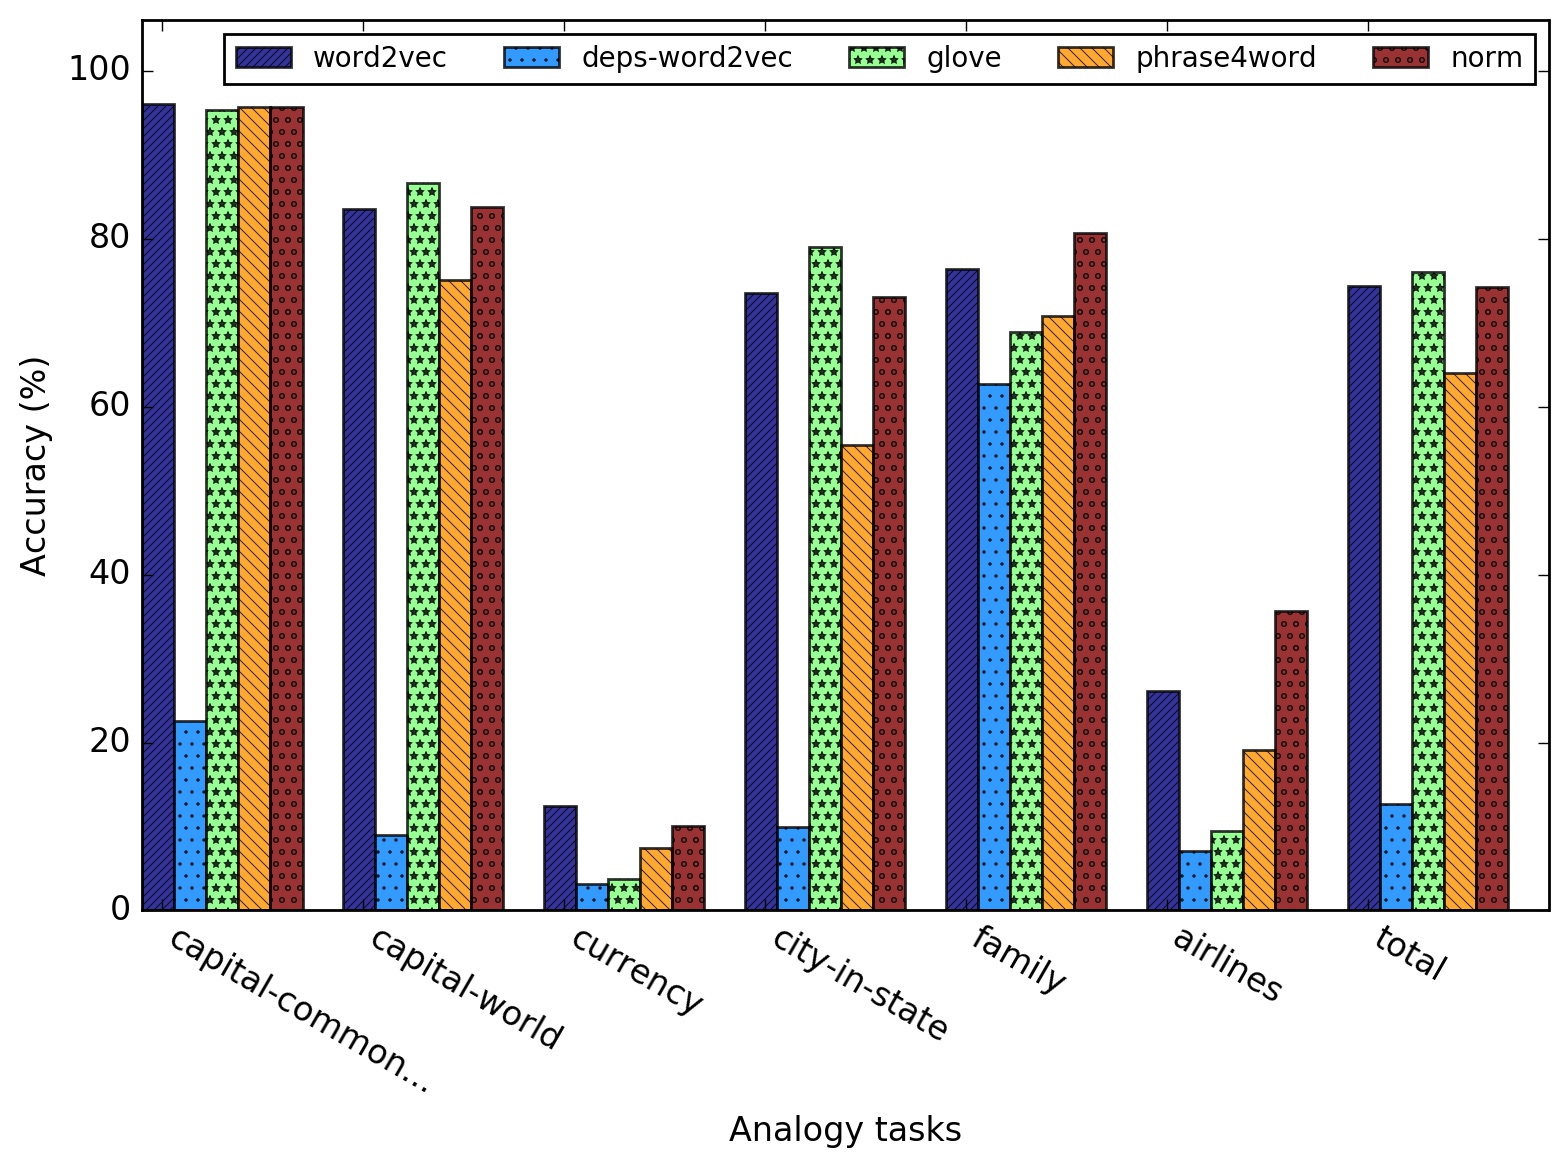 word2vec deps-word2vec glove phrase4word norm
100
80
60
40
20
0
Accuracy (%)
capital-common...
capital-world
currency
city-in-state
family
airlines
total
Analogy tasks